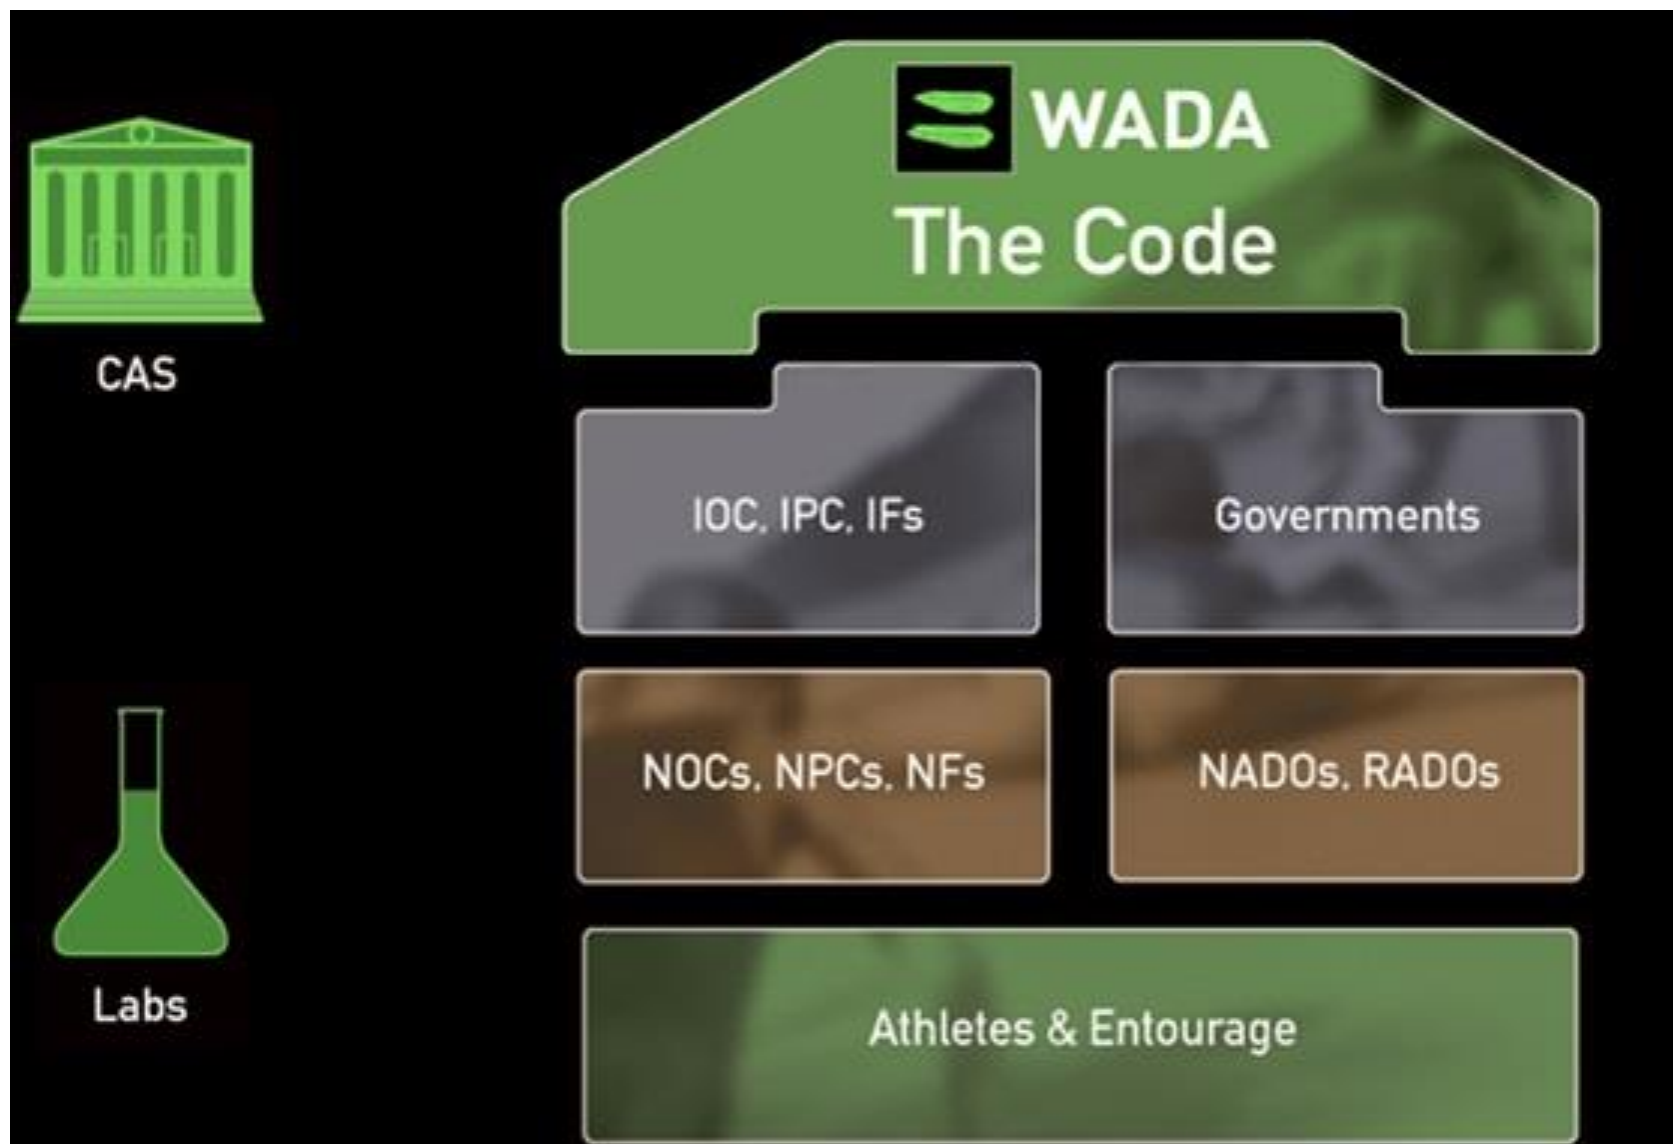 WADA
The Code
CAS
IOC, IPC, IFs
Governments
NOCs, NPCs, NFs
NADOs, RADOs
Labs
Athletes & Entourage